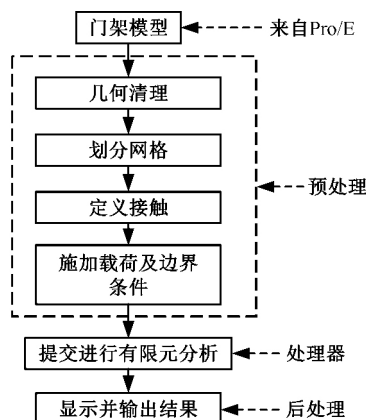 门架模型
来自Pro/E
几何清理
划分网格
预处理
定义接触
施加载荷及边界
条件
提交进行有限元分析
处理器
显示并输出结果
后处理